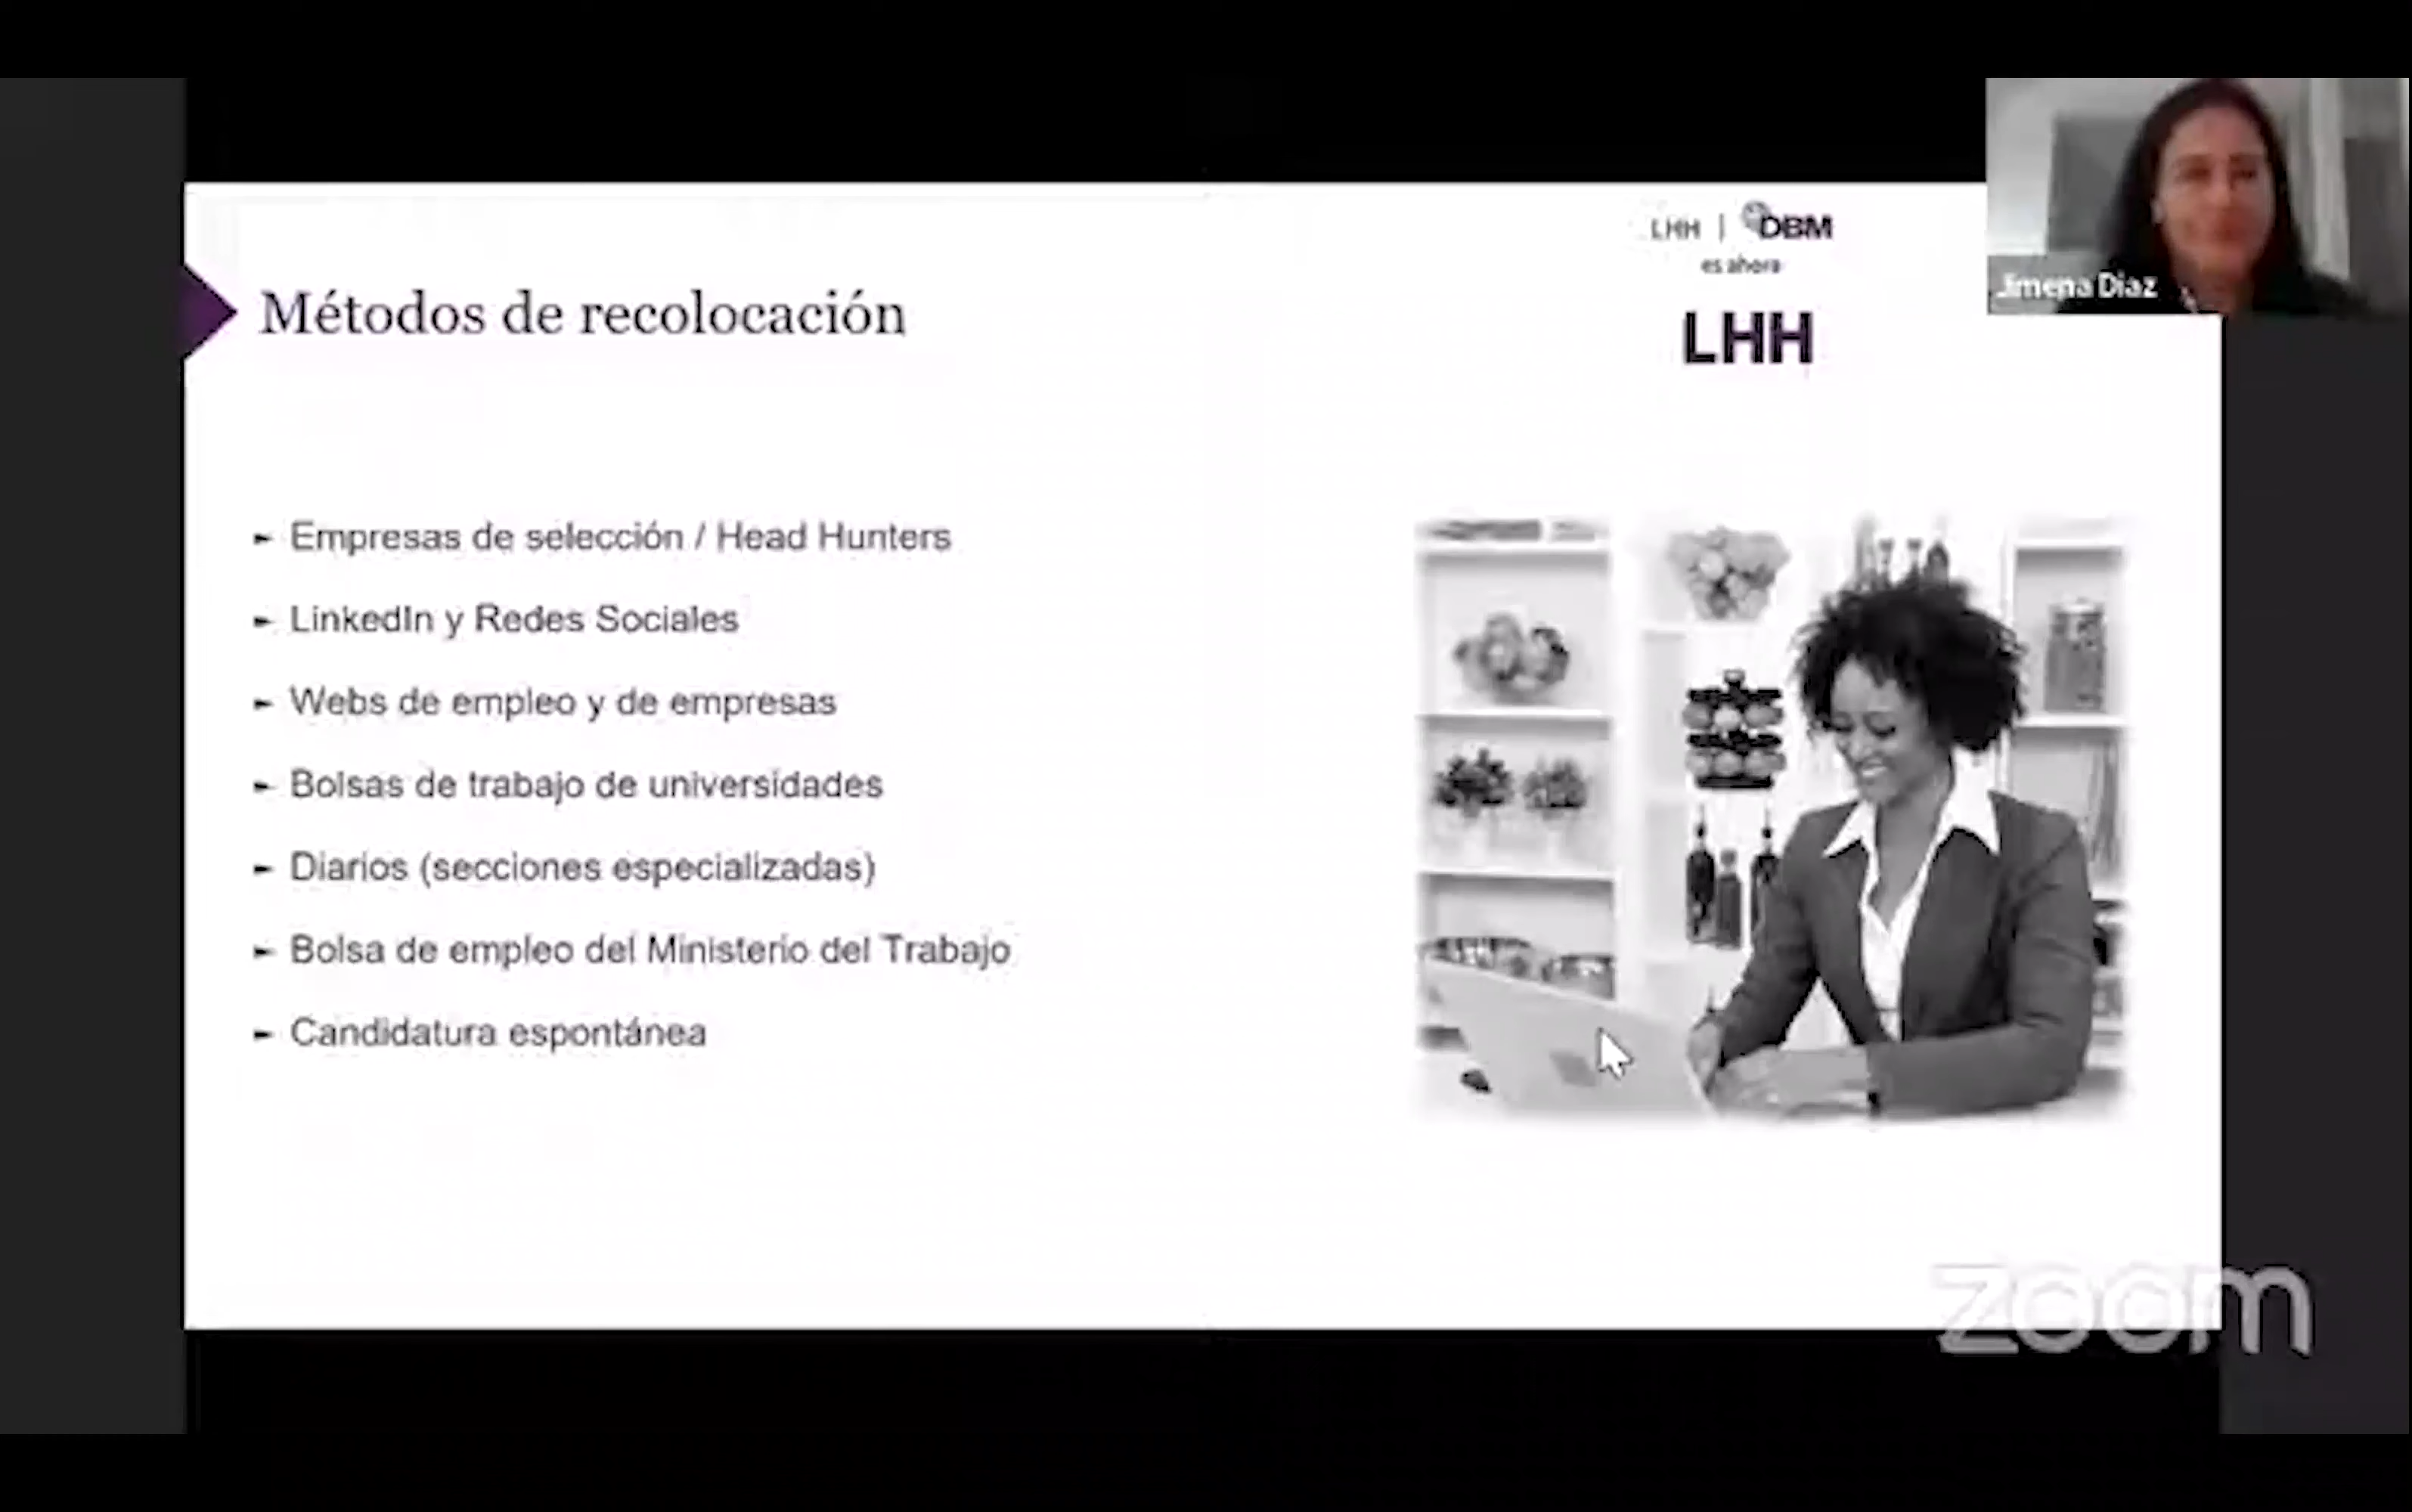 Jimena Diaz
LHH | DBM
es ahora
LHH
Métodos de recolocación
Empresas de selección / Head Hunters
LinkedIn y Redes Sociales
Webs de empleo y de empresas
Bolsas de trabajo de universidades
Diarios (secciones especializadas)
Bolsa de empleo del Ministerio del Trabajo
Candidatura espontánea
zoom